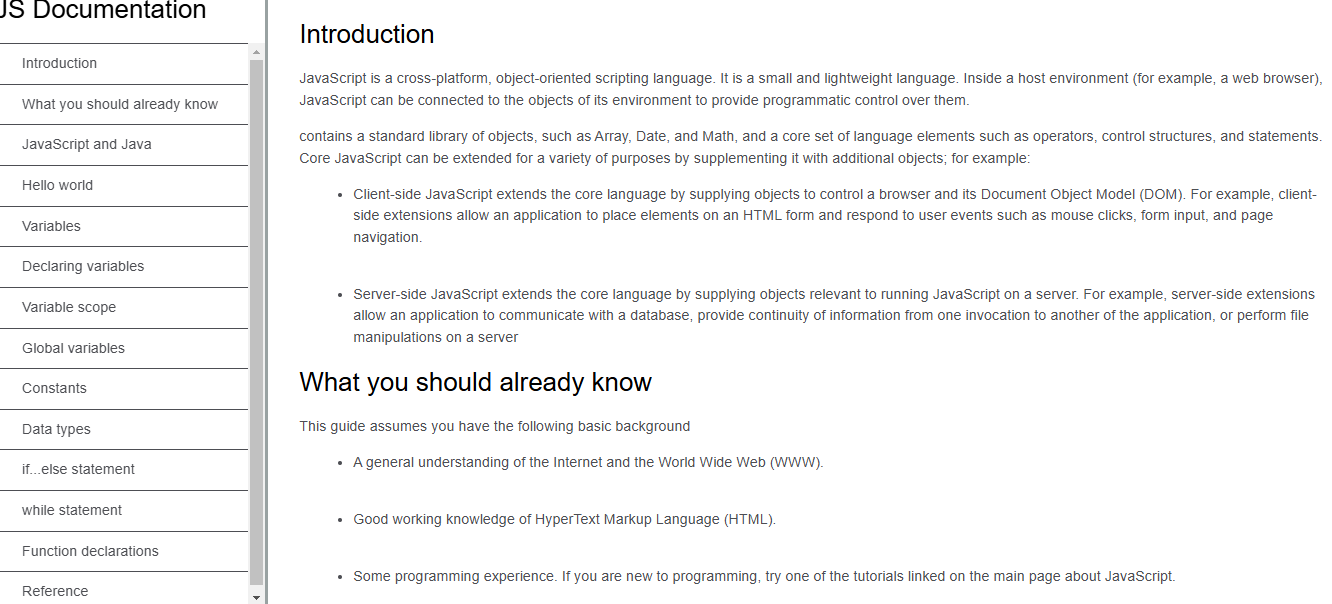 JS Documentation
Introduction
What you should already know
JavaScript and Java
Hello world
Variables
Declaring variables
Variable scope
Global variables
Constants
Data types
if...else statement
while statement
Function declarations
Reference
Introduction
JavaScript is a cross-platform, object-oriented scripting language. It is a small and lightweight language. Inside a host environment (for example, a web browser),
JavaScript can be connected to the objects of its environment to provide programmatic control over them.
contains a standard library of objects, such as Array, Date, and Math, and a core set of language elements such as operators, control structures, and statements.
Core JavaScript can be extended for a variety of purposes by supplementing it with additional objects; for example:
• Client-side JavaScript extends the core language by supplying objects to control a browser and its Document Object Model (DOM). For example, client-
side extensions allow an application to place elements on an HTML form and respond to user events such as mouse clicks, form input, and page
navigation.
• Server-side JavaScript extends the core language by supplying objects relevant to running JavaScript on a server. For example, server-side extensions
allow an application to communicate with a database, provide continuity of information from one invocation to another of the application, or perform file
manipulations on a server
What you should already know
This guide assumes you have the following basic background
• A general understanding of the Internet and the World Wide Web (WWW).
• Good working knowledge of HyperText Markup Language (HTML).
• Some programming experience. If you are new to programming, try one of the tutorials linked on the main page about JavaScript.